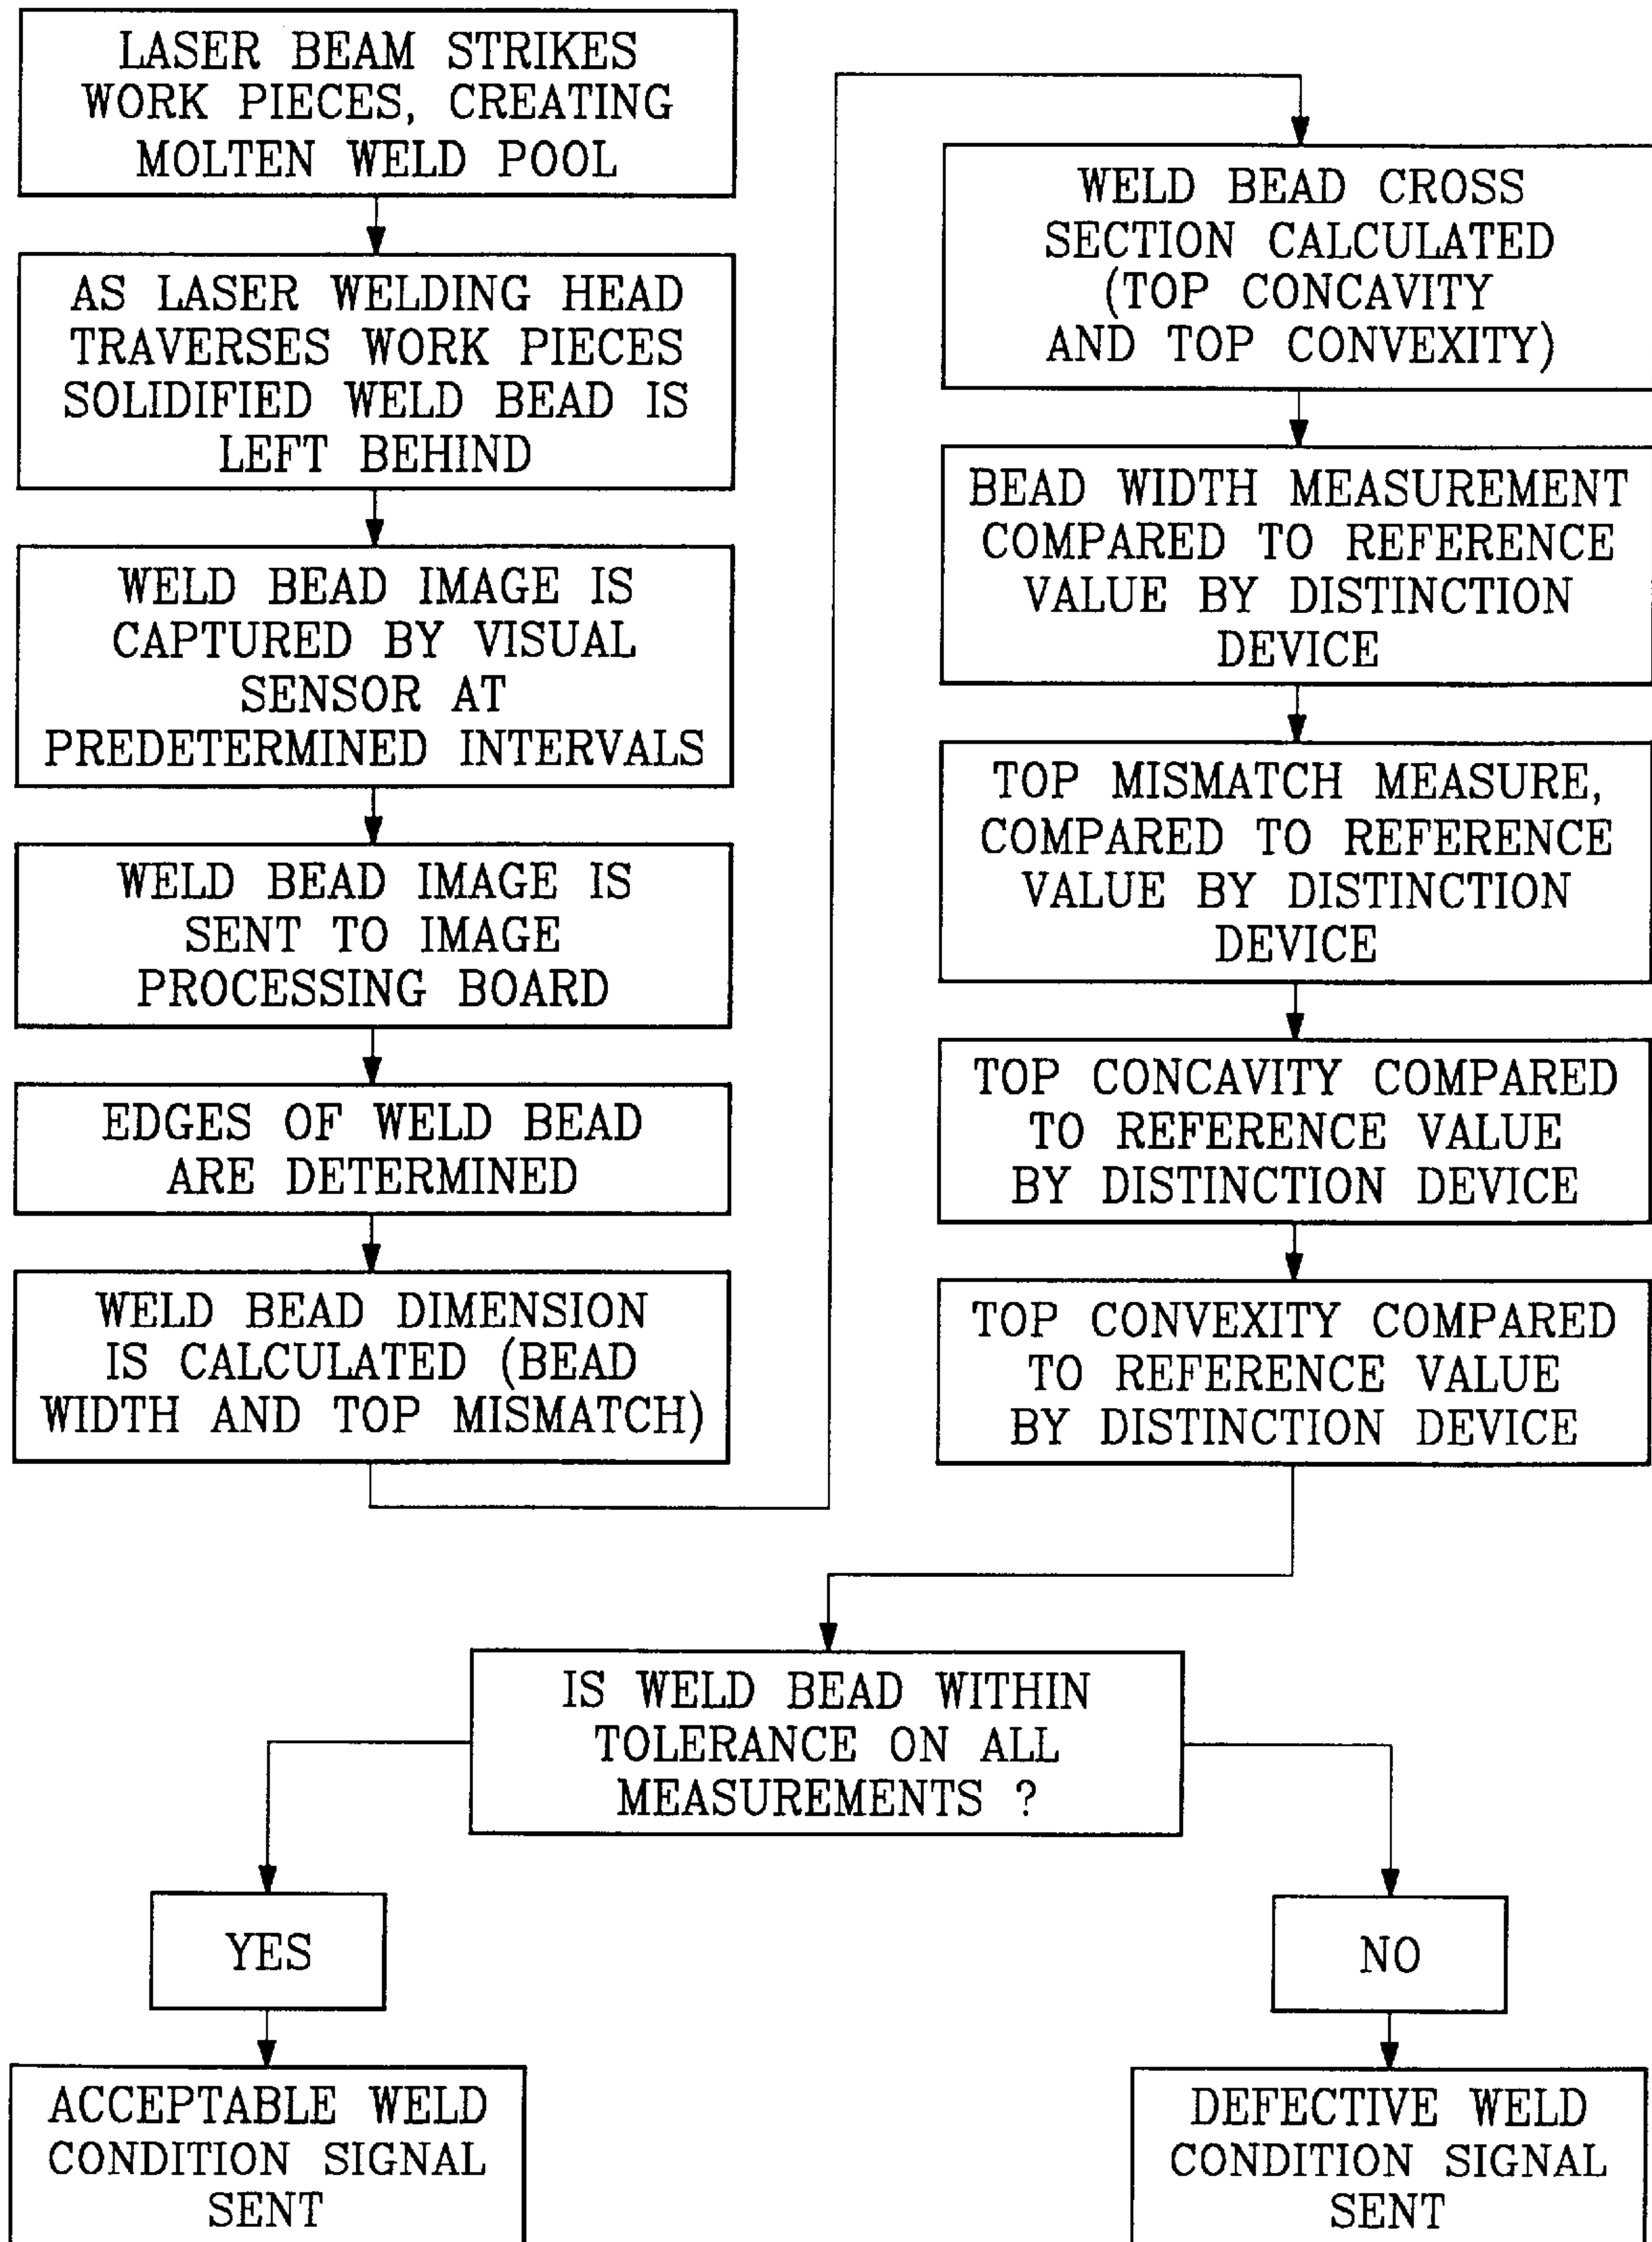 LASER BEAM STRIKES
WORK PIECES, CREATING
MOLTEN WELD POOL
AS LASER WELDING HEAD
TRAVERSES WORK PIECES
SOLIDIFIED WELD BEAD IS
LEFT BEHIND
WELD BEAD IMAGE IS
CAPTURED BY VISUAL
SENSOR AT
PREDETERMINED INTERVALS
WELD BEAD IMAGE IS
SENT TO IMAGE
PROCESSING BOARD
EDGES OF WELD BEAD
ARE DETERMINED
WELD BEAD DIMENSION
IS CALCULATED (BEAD
WIDTH AND TOP MISMATCH)
WELD BEAD CROSS
SECTION CALCULATED
(TOP CONCAVITY
AND TOP CONVEXITY)
BEAD WIDTH MEASUREMENT
COMPARED TO REFERENCE
VALUE BY DISTINCTION
DEVICE
TOP MISMATCH MEASURE,
COMPARED TO REFERENCE
VALUE BY DISTINCTION
DEVICE
TOP CONCAVITY COMPARED
TO REFERENCE VALUE
BY DISTINCTION DEVICE
TOP CONVEXITY COMPARED
TO REFERENCE VALUE
BY DISTINCTION DEVICE
IS WELD BEAD WITHIN
TOLERANCE ON ALL
MEASUREMENTS ?
YES
NO
ACCEPTABLE WELD
CONDITION SIGNAL
SENT
DEFECTIVE WELD
CONDITION SIGNAL
SENT